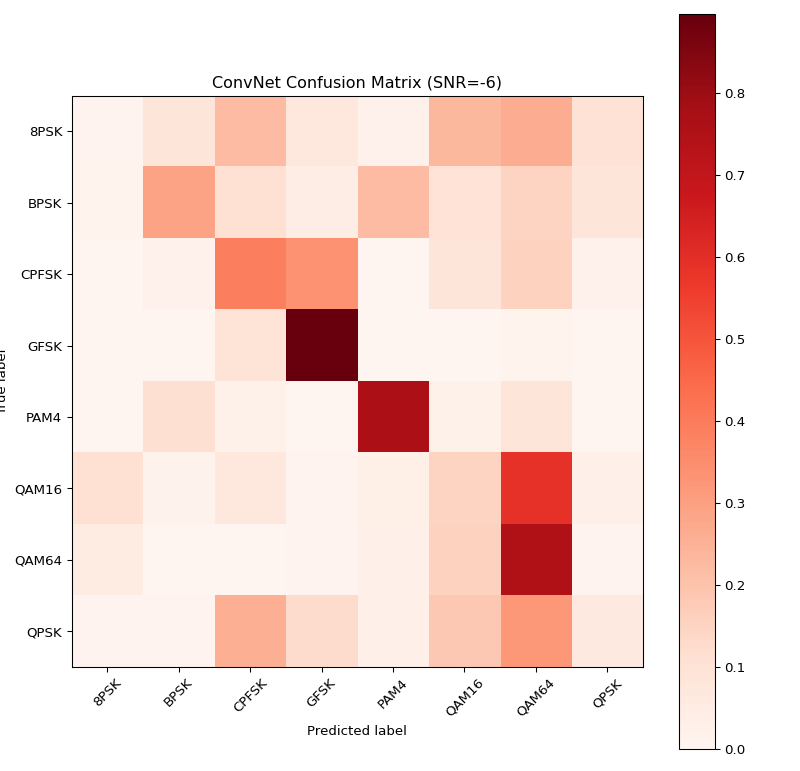 ConvNet Confusion Matrix (SNR=-6)
8PSK
BPSK
CPFSK
GFSK
PAM4
QAM16
QAM64
QPSK
8PSK
BPSK
CPFSK
GFSK
PAM4
QAM16
QAM64
QPSK
Predicted label
0.8
0.7
0.6
0.5
0.4
0.3
0.2
0.1
0.0